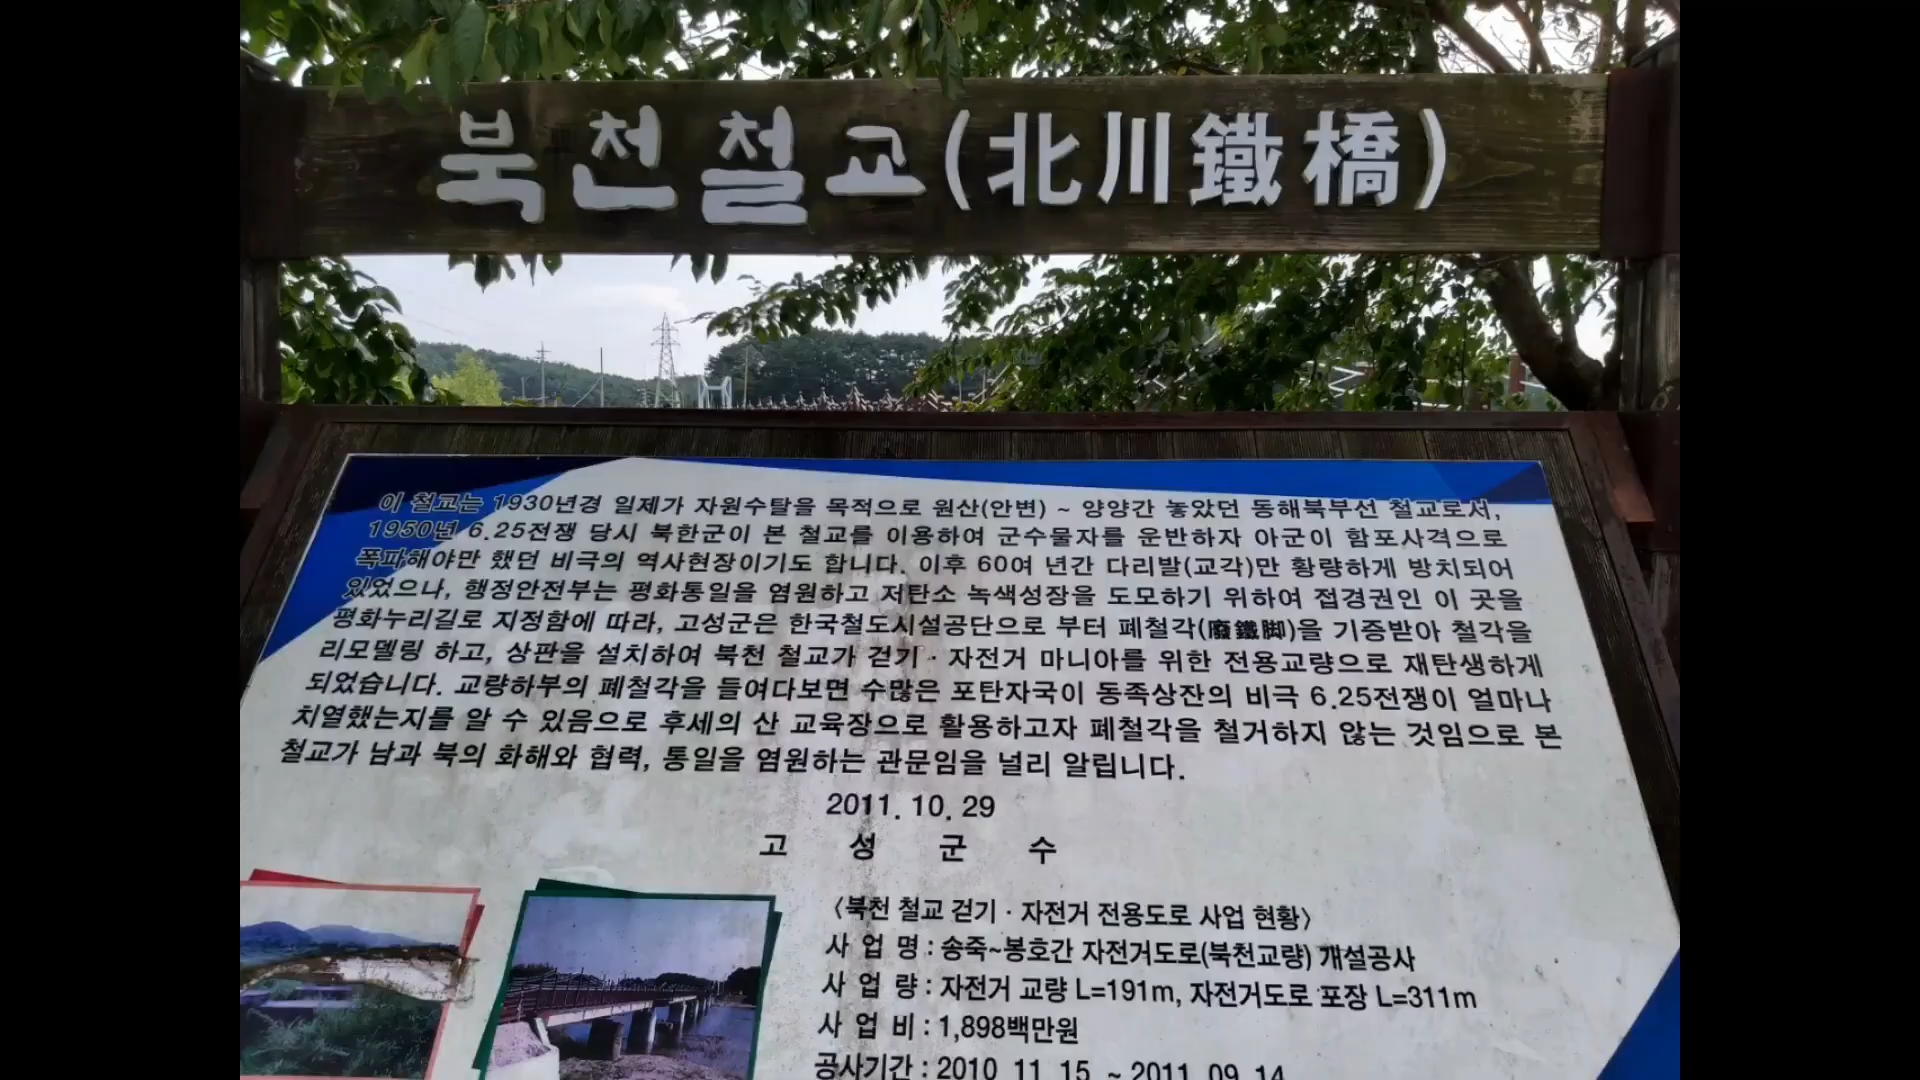 북천철교(北川鐵橋)
이 철교는 1930년경 일제가 자원수탈을 목적으로 원산(안변) ~ 양양간 놓았던 동해북부선 철교로서,
1950년 6.25전쟁 당시 북한군이 본 철교를 이용하여 군수물자를 운반하자 아군이 함포사격으로
폭파해야만 했던 비극의 역사현장이기도 합니다. 이후 60여 년간 다리발(교각)만 황량하게 방치되어
있었으나, 행정안전부는 평화통일을 염원하고 저탄소 녹색성장을 도모하기 위하여 접경권인 이 곳을
평화누리길로 지정함에 따라, 고성군은 한국철도시설공단으로 부터 폐철각(廢鐵脚)을 기증받아 철각을
리모델링 하고, 상판을 설치하여 북천 철교가 걷기 · 자전거 마니아를 위한 전용교량으로 재탄생하게
되었습니다. 교량하부의 폐철각을 들여다보면 수많은 포탄자국이 동족상잔의 비극 6.25전쟁이 얼마나
치열했는지를 알 수 있음으로 후세의 산 교육장으로 활용하고자 폐철각을 철거하지 않는 것임으로 본
철교가 남과 북의 화해와 협력, 통일을 염원하는 관문임을 널리 알립니다.
2011. 10. 29
고 성 군 수
〈북천 철교 걷기 · 자전거 전용도로 사업 현황〉
사 업 명 : 송죽~봉호간 자전거도로(북천교량) 개설공사
사 업 량 : 자전거 교량 L=191m, 자전거도로 포장 L=311m
사 업 비 : 1,898백만원
공사기간 : 2010. 11. 15. ~ 2011. 09. 14